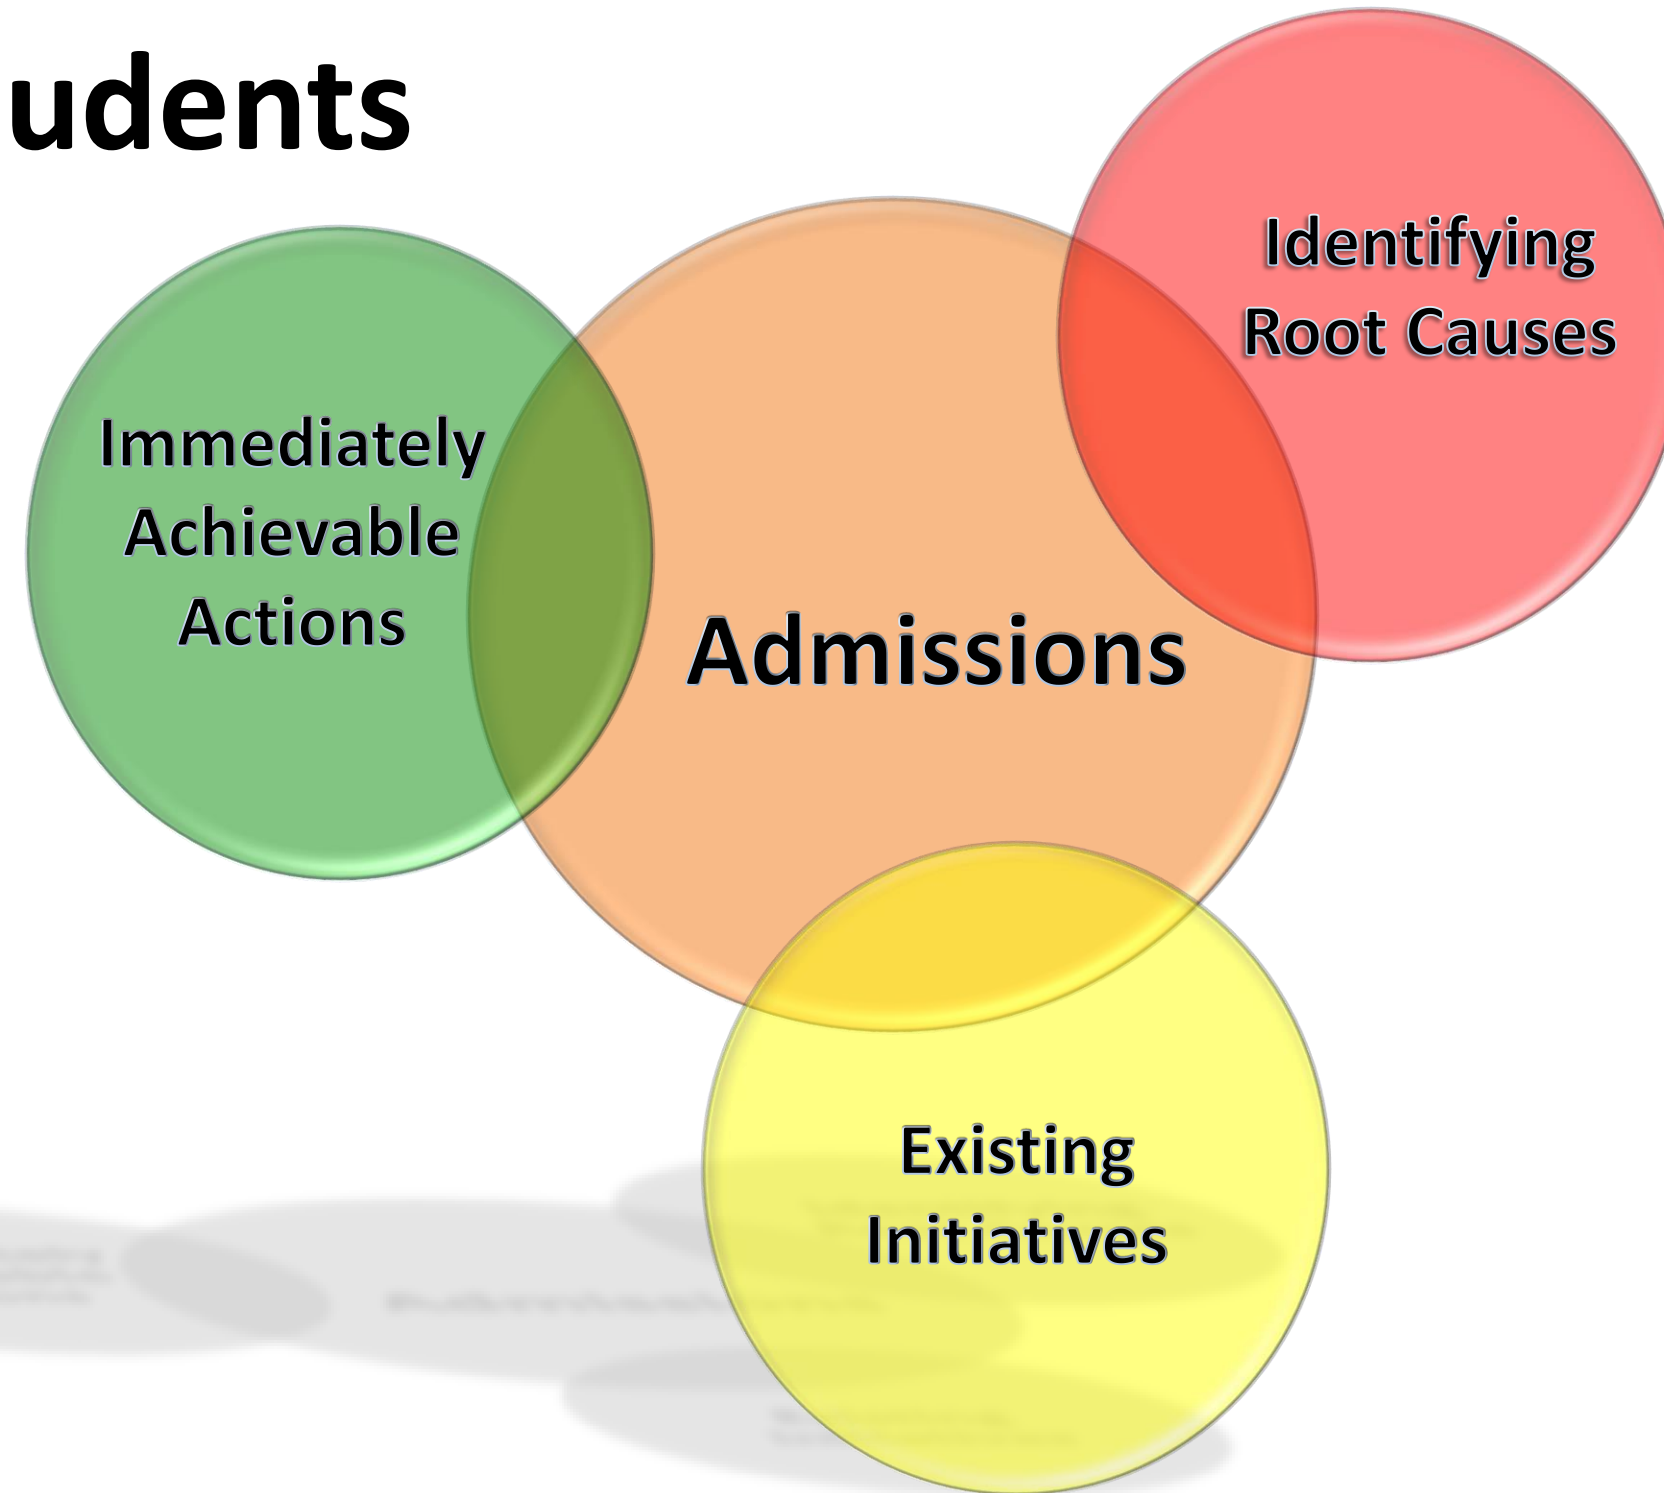 udents
Identifying
Root Causes
Immediately
Achievable
Actions
Admissions
Existing
Initiatives